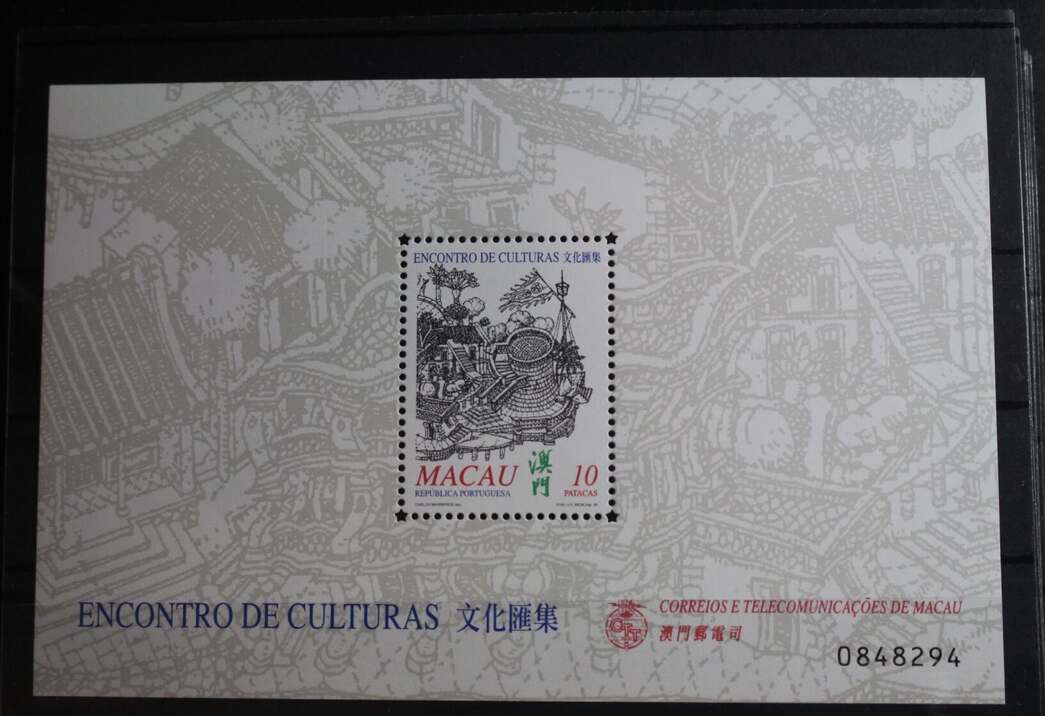 ENCONTRO DE CULTURAS 文化匯集
MACAU 澳門 10
REPÚBLICA PORTUGUESA PATACAS
ENCONTRO DE CULTURAS 文化匯集
CORREIOS E TELECOMUNICAÇÕES DE MACAU
澳門郵電司
0848294